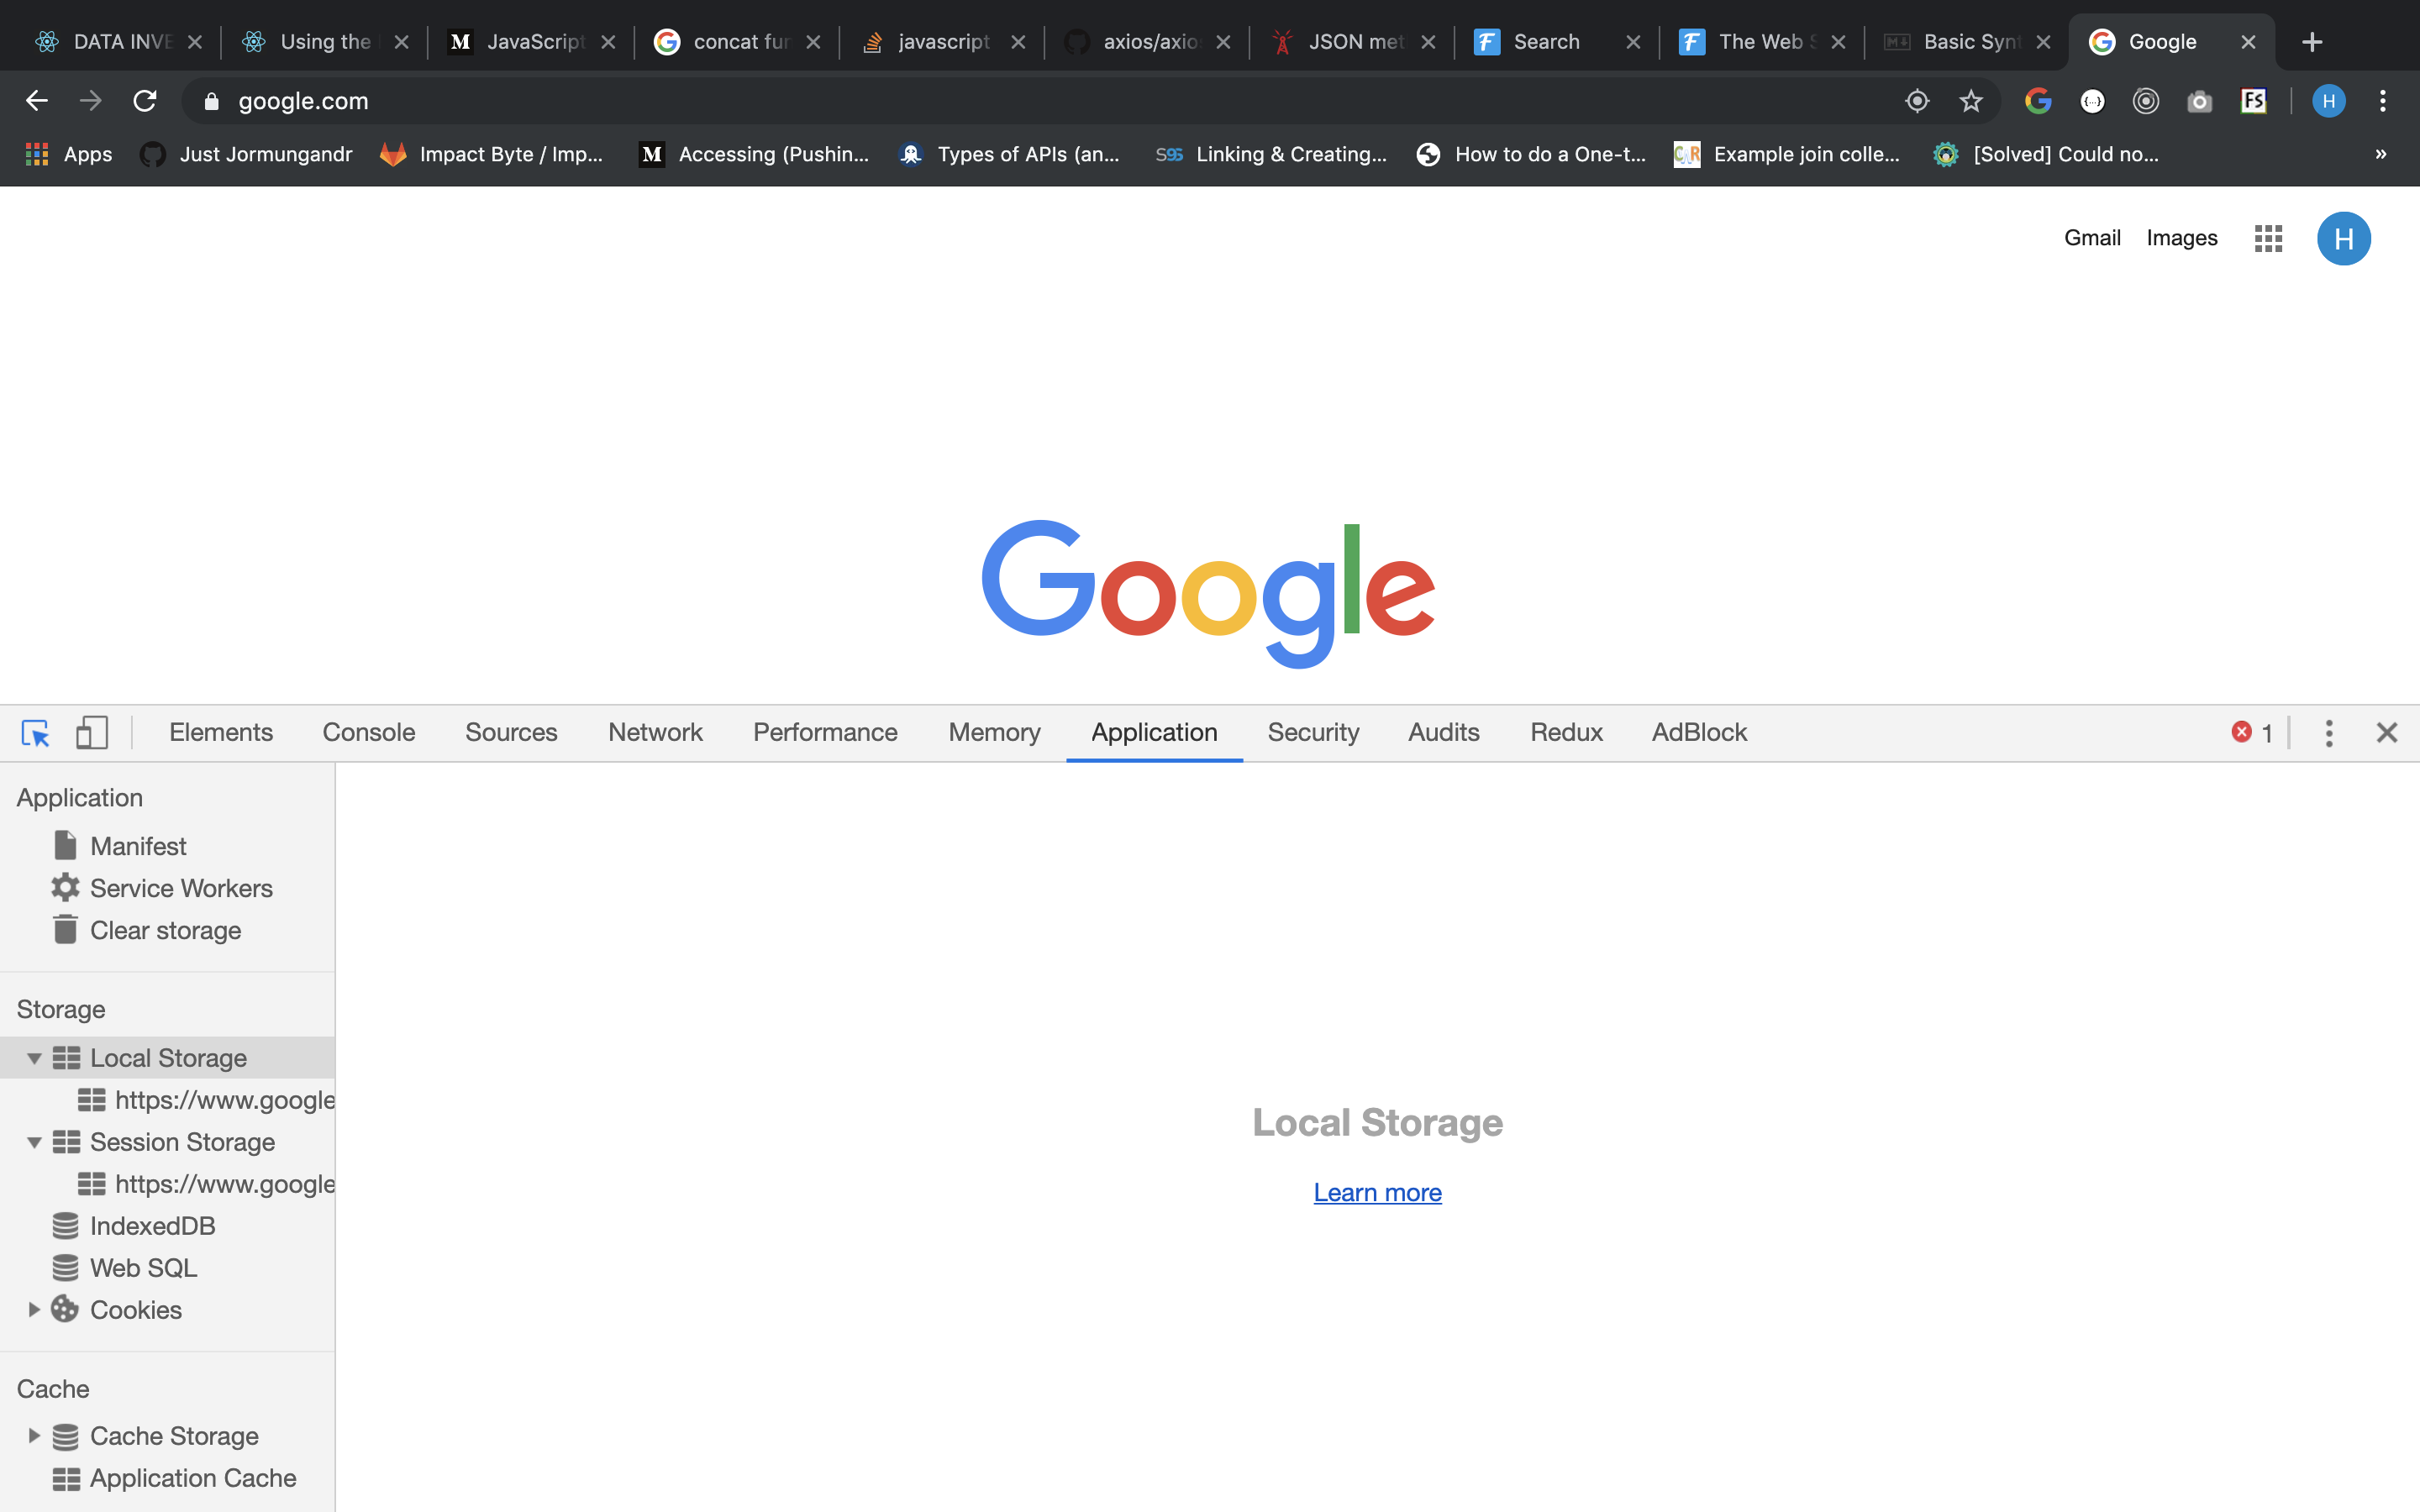 DATA INVE Using the JavaScript concat fun javascript axios/axio JSON met Search The Web S Basic Synt Google
google.com FS H
Apps Just Jormungandr Impact Byte / Imp... M Accessing (Pushin... Types of APIs (an... S95 Linking & Creating... How to do a One-t... Example join colle... [Solved] Could no... »
Gmail Images H
Google
Elements Console Sources Network Performance Memory Application Security Audits Redux AdBlock 1
Application
Manifest
Service Workers
Clear storage
Storage
Local Storage
https://www.google
Session Storage
https://www.google
IndexedDB
Web SQL
Cookies
Cache
Cache Storage
Application Cache
Local Storage
Learn more